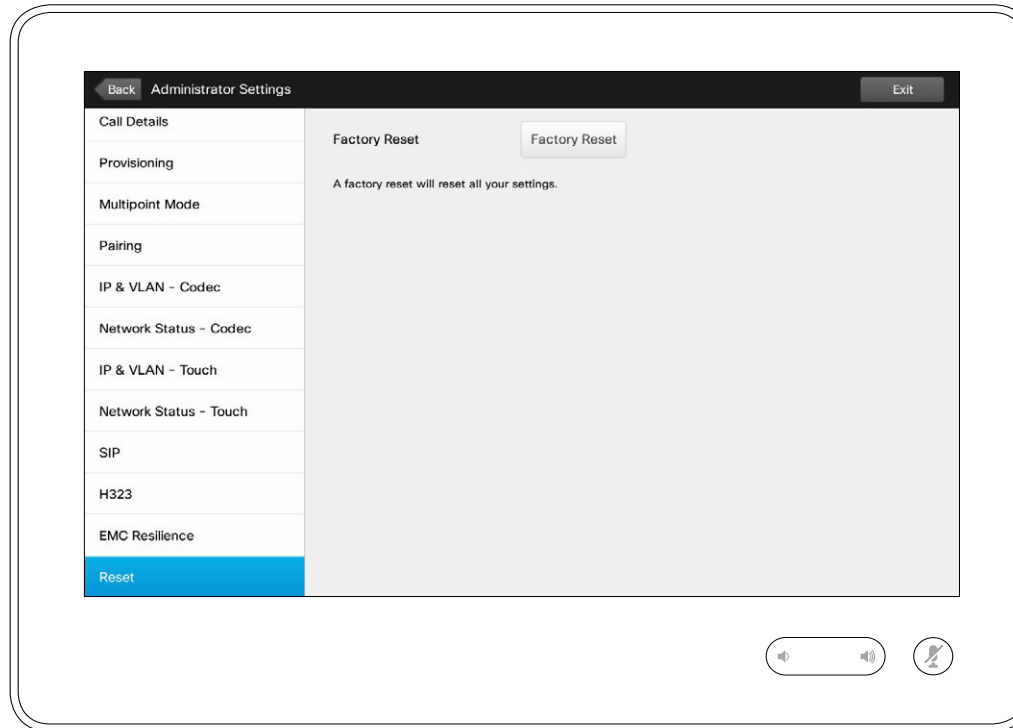 Back Administrator Settings Exit
Call Details
Provisioning
Multipoint Mode
Pairing
IP & VLAN - Codec
Network Status - Codec
IP & VLAN - Touch
Network Status - Touch
SIP
H323
EMC Resilience
Reset
Factory Reset Factory Reset
A factory reset will reset all your settings.